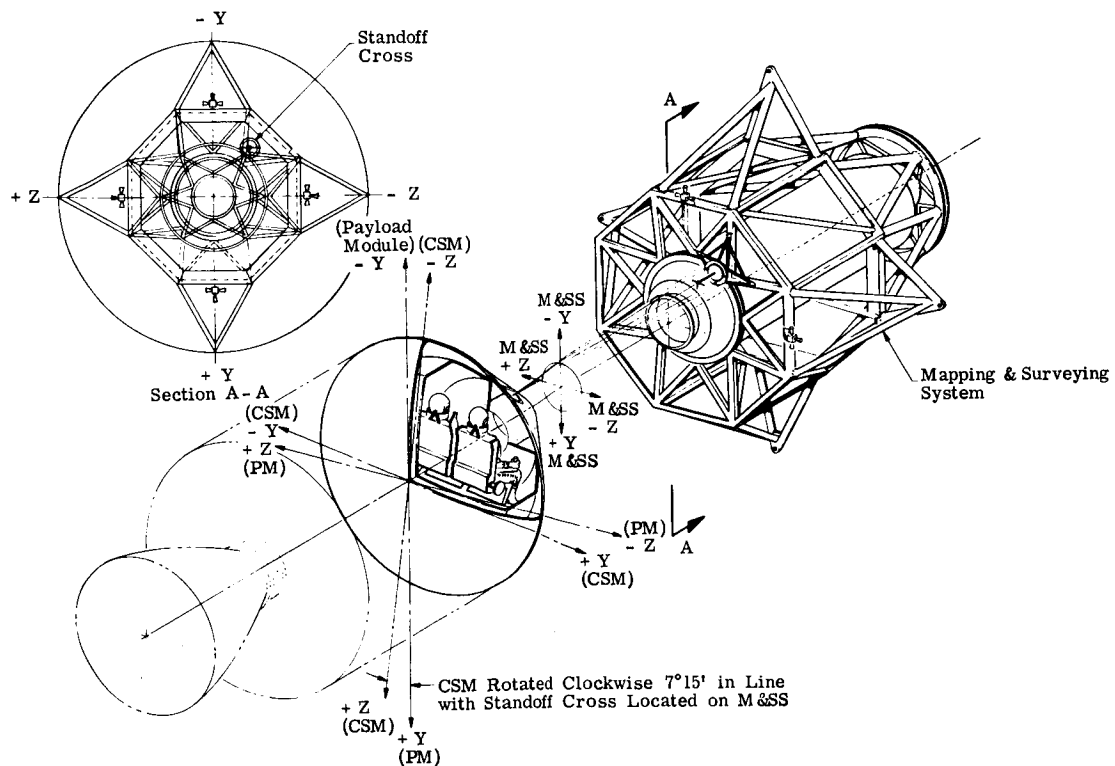 - Y
Standoff
Cross
+ Z
- Z
+ Y
Section A - A
A
(Payload
Module)
- Y
(CSM)
- Z
M&SS
- Y
M&SS
+ Z
M&SS
- Z
+ Y
M&SS
Mapping & Surveying
System
(CSM)
- Y
+ Z
(PM)
(PM)
- Z
A
+ Y
(CSM)
CSM Rotated Clockwise 7°15' in Line
with Standoff Cross Located on M&SS
+ Z
(CSM)
+ Y
(PM)